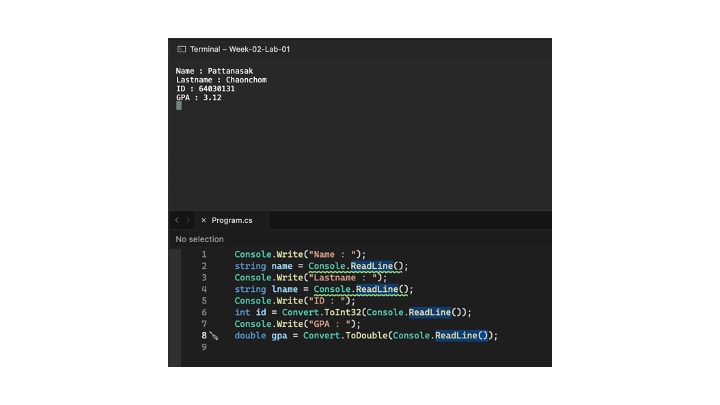 Terminal – Week-02-Lab-01
Name : Pattanasak
Lastname : Chaonchom
ID : 64030131
GPA : 3.12
Program.cs
No selection
1 Console.Write("Name : ");
2 string name = Console.ReadLine();
3 Console.Write("Lastname : ");
4 string lname = Console.ReadLine();
5 Console.Write("ID : ");
6 int id = Convert.ToInt32(Console.ReadLine());
7 Console.Write("GPA : ");
8 double gpa = Convert.ToDouble(Console.ReadLine());
9